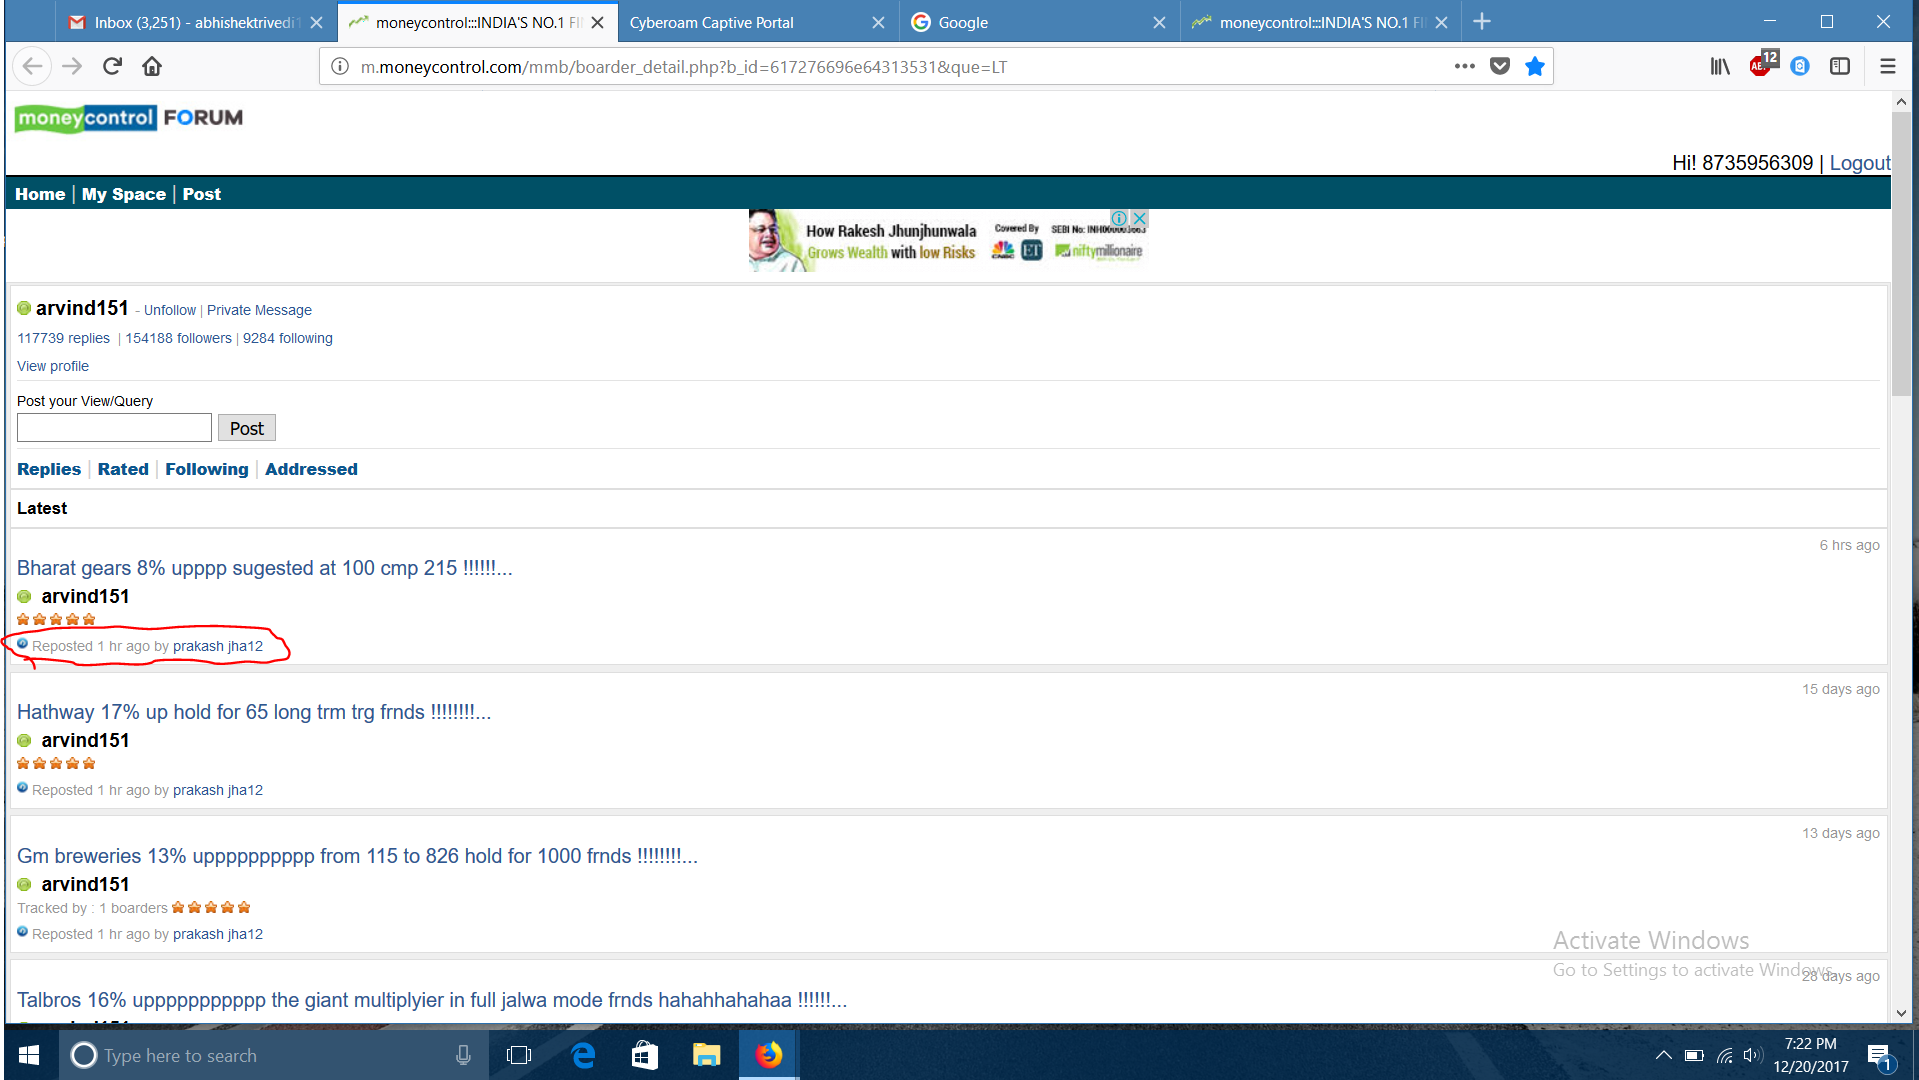 Inbox (3,251) - abhishektrivedi1
moneycontrol:::INDIA'S NO.1 FI
Cyberoam Captive Portal
Google
moneycontrol:::INDIA'S NO.1 FI
m.moneycontrol.com/mmb/boarder_detail.php?b_id=617276696e64313531&que=LT
ABP 12
moneycontrol FORUM
Hi! 8735956309 | Logout
Home | My Space | Post
How Rakesh Jhunjhunwala
Grows Wealth with low Risks
Covered By
CNBC ET
SEBI No: INH000003663
niftymillionaire
arvind151 - Unfollow | Private Message
117739 replies | 154188 followers | 9284 following
View profile
Post your View/Query
Post
Replies | Rated | Following | Addressed
Latest
6 hrs ago
Bharat gears 8% upppp sugested at 100 cmp 215 !!!!!!...
arvind151
Reposted 1 hr ago by prakash jha12
15 days ago
Hathway 17% up hold for 65 long trm trg frnds !!!!!!!!...
arvind151
Reposted 1 hr ago by prakash jha12
13 days ago
Gm breweries 13% upppppppppp from 115 to 826 hold for 1000 frnds !!!!!!!!...
arvind151
Tracked by : 1 boarders
Reposted 1 hr ago by prakash jha12
28 days ago
Talbros 16% uppppppppppp the giant multiplyier in full jalwa mode frnds hahahhahahaa !!!!!!...
arvind151
Activate Windows
Go to Settings to activate Windows.
Type here to search
7:22 PM
12/20/2017
1